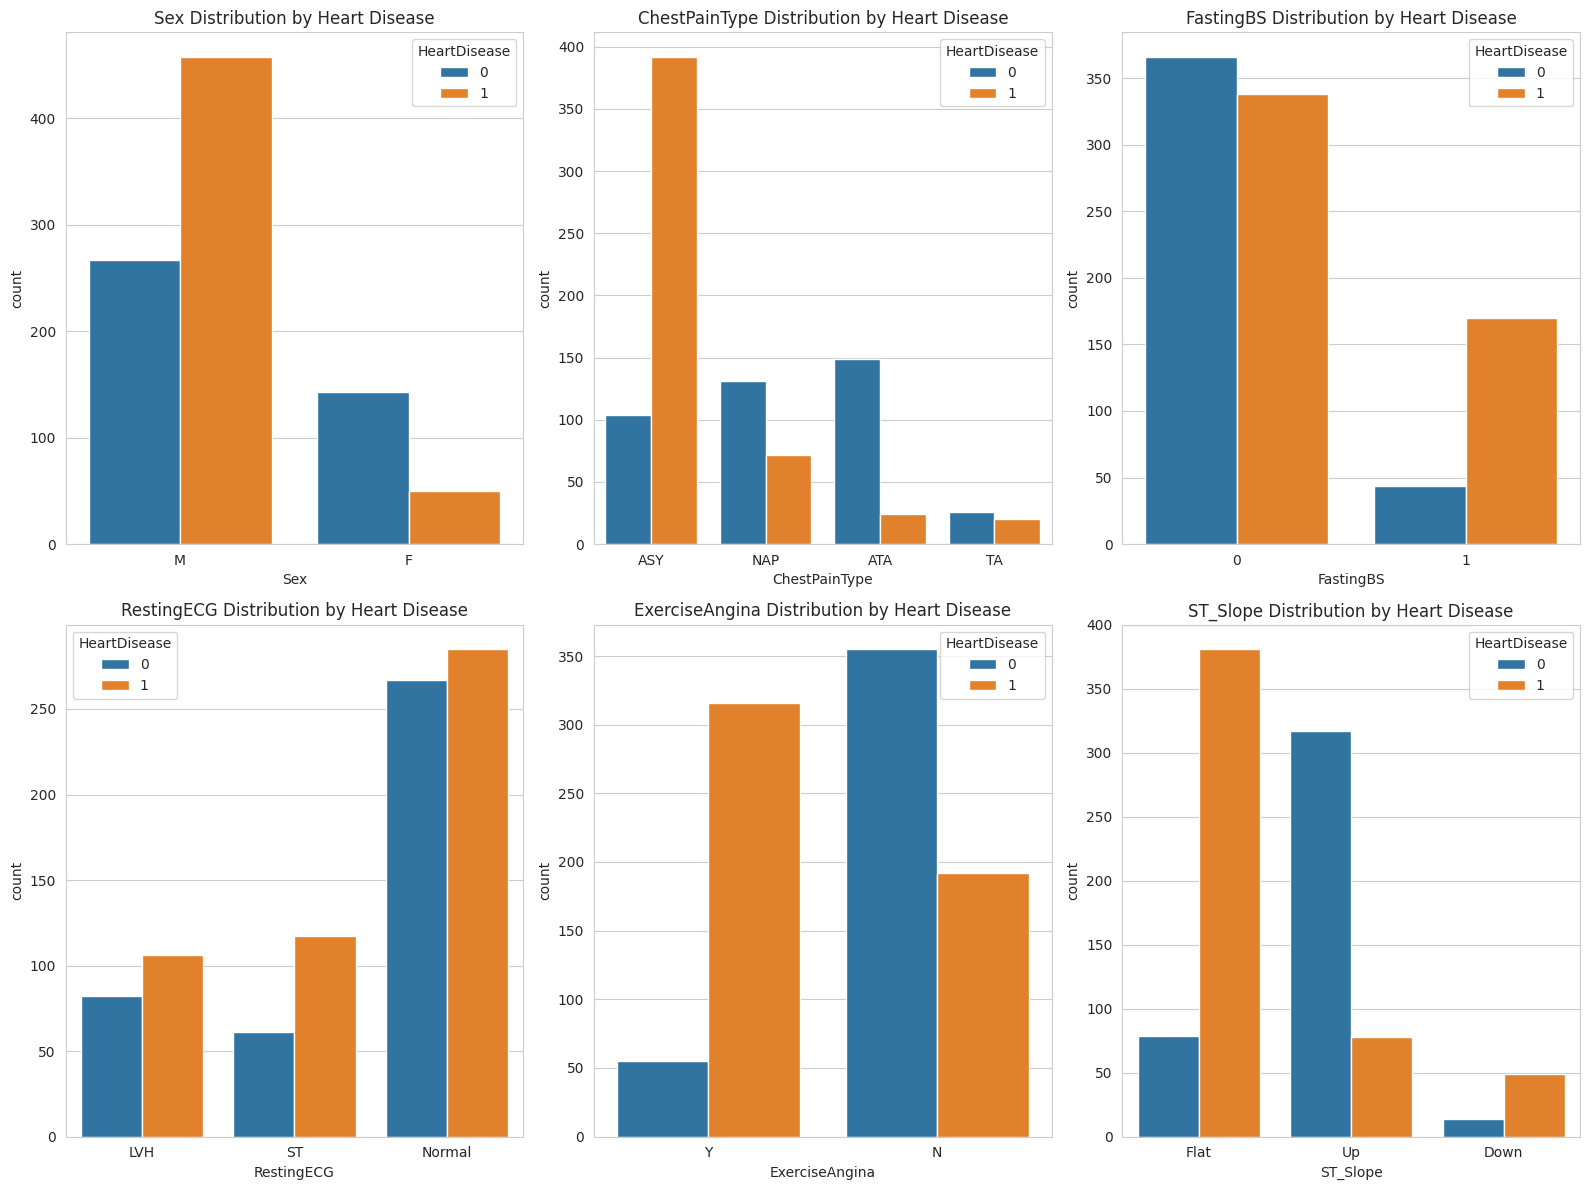 Sex Distribution by Heart Disease
HeartDisease
0
1
400
300
200
100
0
count
M F
Sex
ChestPainType Distribution by Heart Disease
HeartDisease
0
1
400
350
300
250
200
150
100
50
0
count
ASY NAP ATA TA
ChestPainType
FastingBS Distribution by Heart Disease
HeartDisease
0
1
350
300
250
200
150
100
50
0
count
0 1
FastingBS
RestingECG Distribution by Heart Disease
HeartDisease
0
1
250
200
150
100
50
0
count
LVH ST Normal
RestingECG
ExerciseAngina Distribution by Heart Disease
HeartDisease
0
1
350
300
250
200
150
100
50
0
count
Y N
ExerciseAngina
ST_Slope Distribution by Heart Disease
HeartDisease
0
1
400
350
300
250
200
150
100
50
0
count
Flat Up Down
ST_Slope